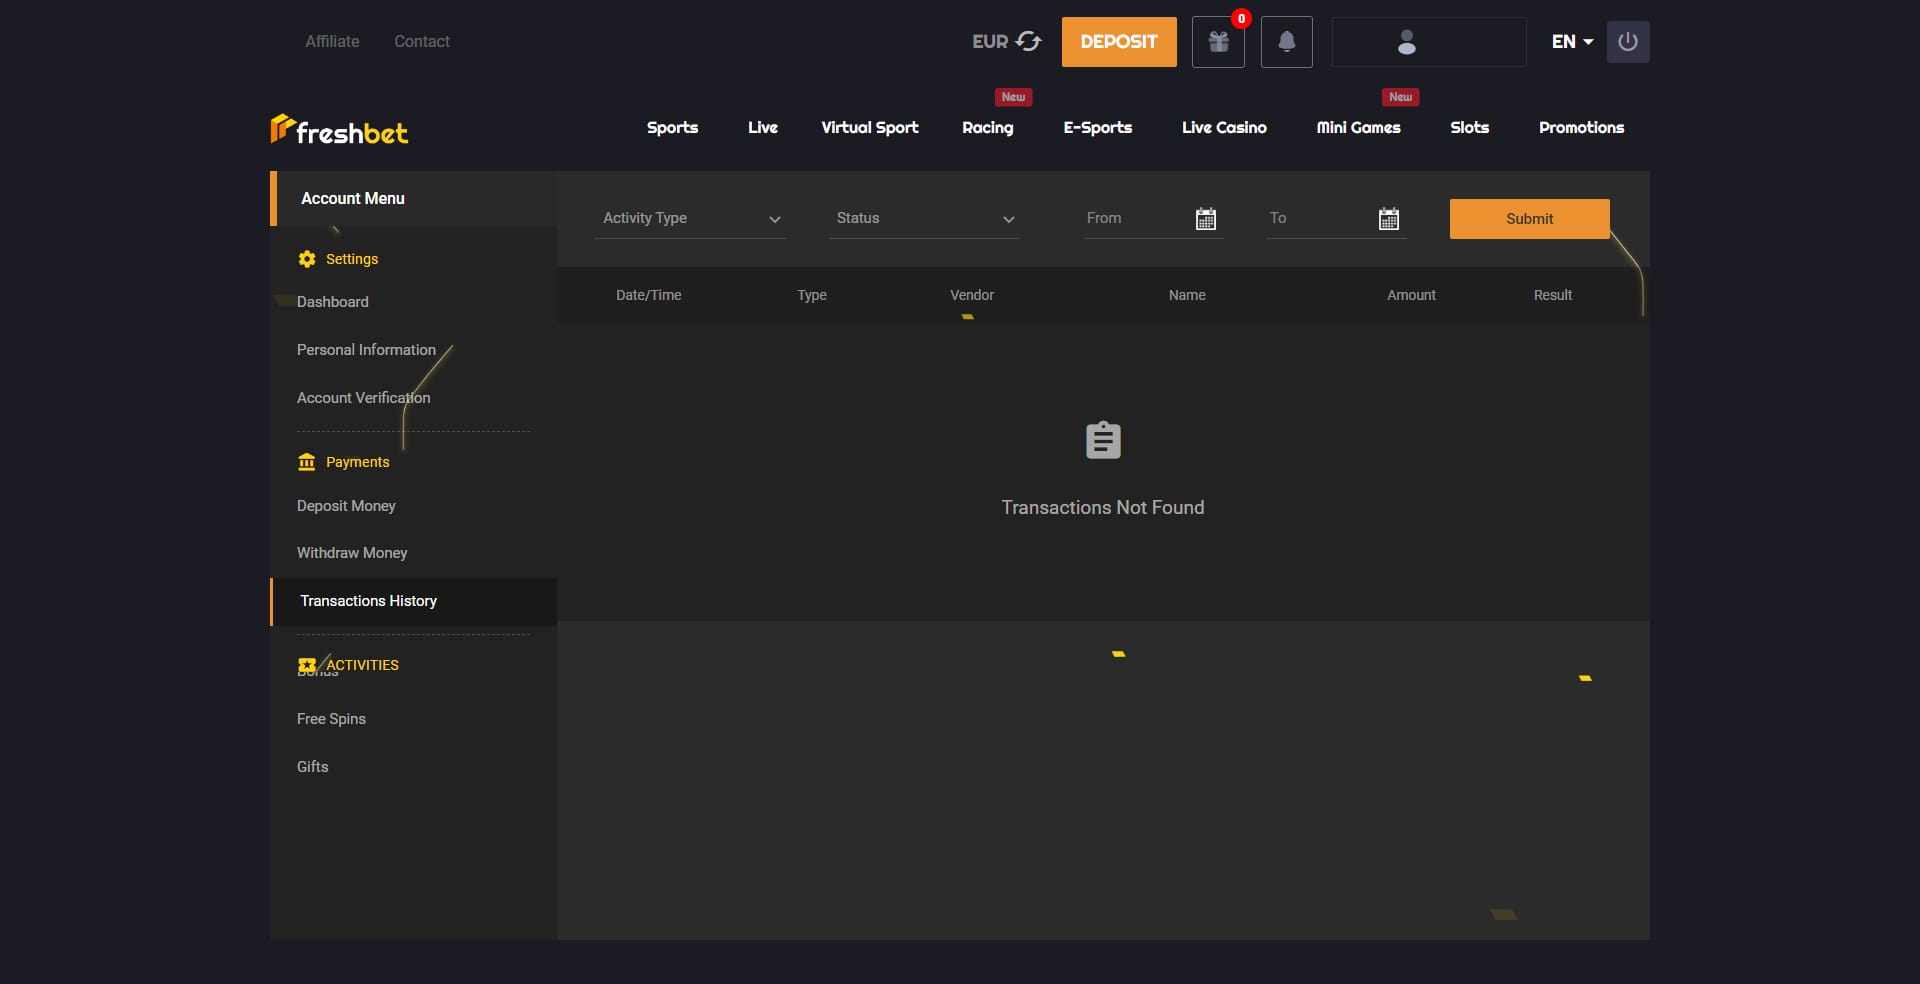 Affiliate
Contact
EUR
DEPOSIT
0
EN
freshbet
Sports
Live
Virtual Sport
New
Racing
E-Sports
Live Casino
New
Mini Games
Slots
Promotions
Account Menu
Settings
Dashboard
Personal Information
Account Verification
Payments
Deposit Money
Withdraw Money
Transactions History
ACTIVITIES
Bonus
Free Spins
Gifts
Activity Type
Status
From
To
Submit
Date/Time
Type
Vendor
Name
Amount
Result
Transactions Not Found